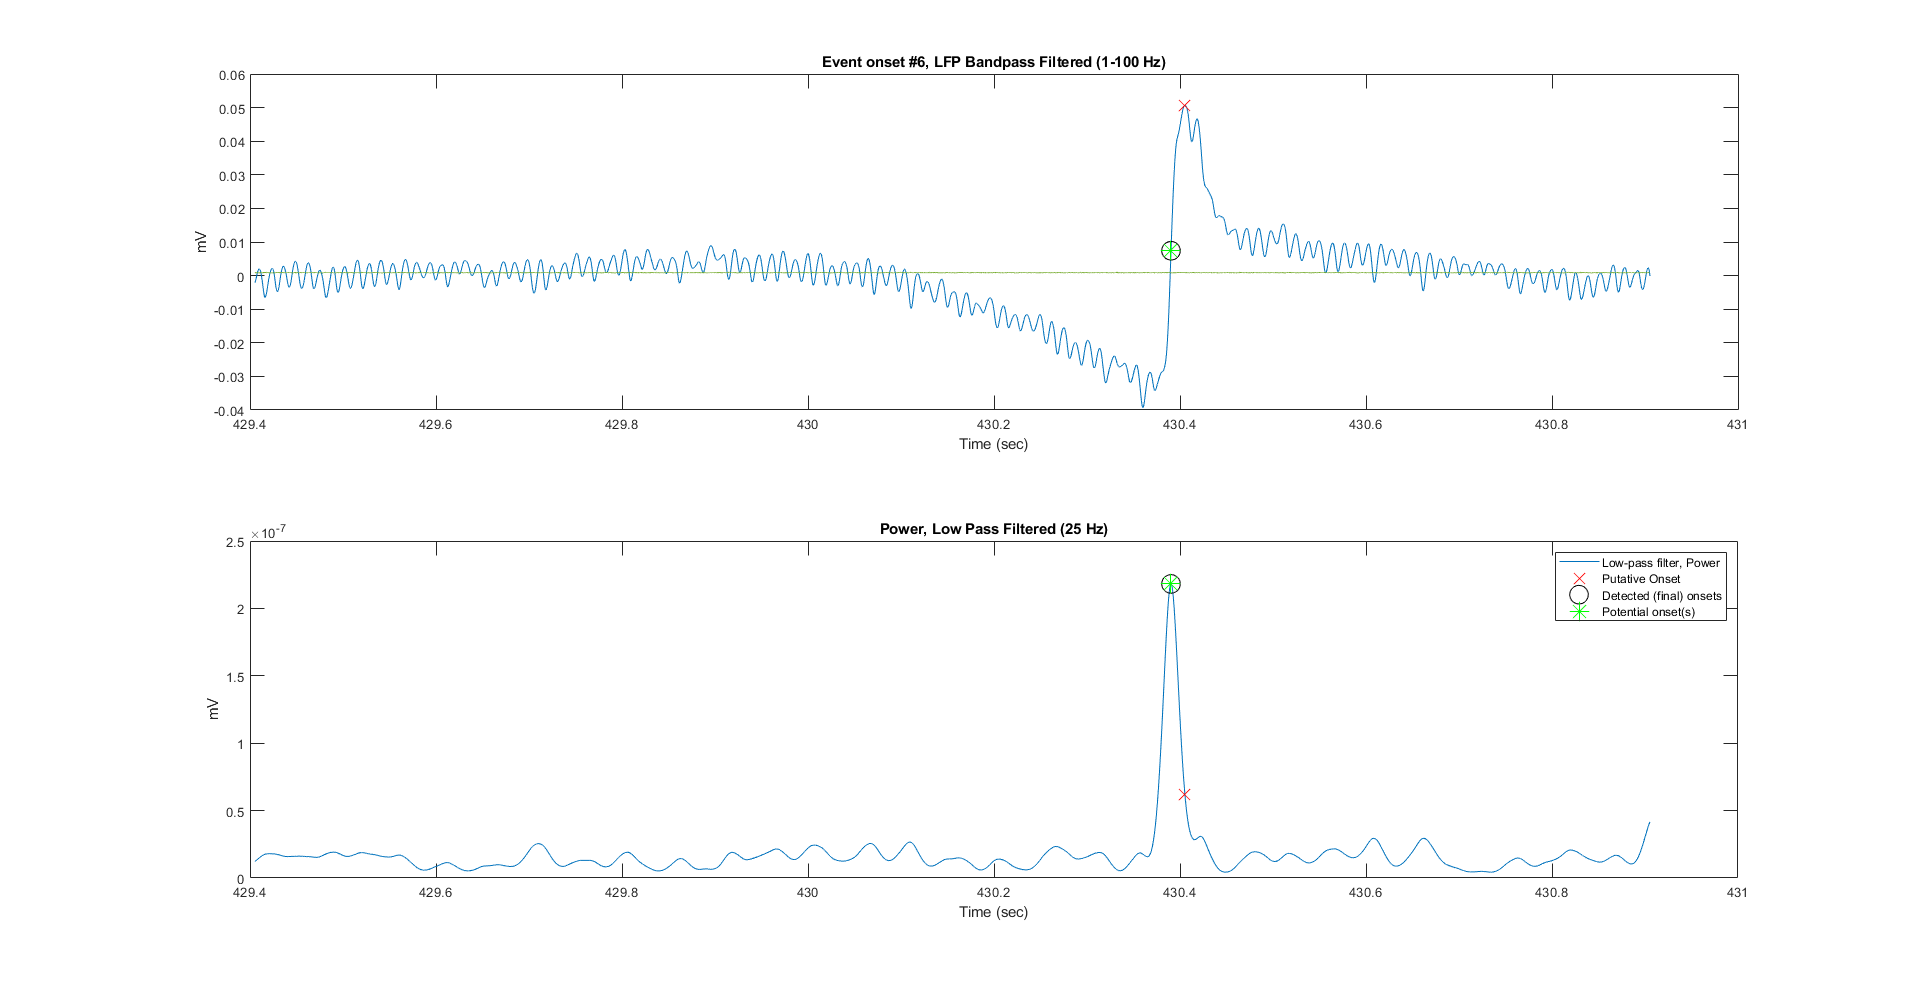 Event onset #6, LFP Bandpass Filtered (1-100 Hz)
0.06
0.05
0.04
0.03
0.02
0.01
0
-0.01
-0.02
-0.03
-0.04
mV
429.4 429.6 429.8 430 430.2 430.4 430.6 430.8 431
Time (sec)
Power, Low Pass Filtered (25 Hz)
×10-7
2.5
2
1.5
1
0.5
0
mV
Low-pass filter, Power
Putative Onset
Detected (final) onsets
Potential onset(s)
429.4 429.6 429.8 430 430.2 430.4 430.6 430.8 431
Time (sec)